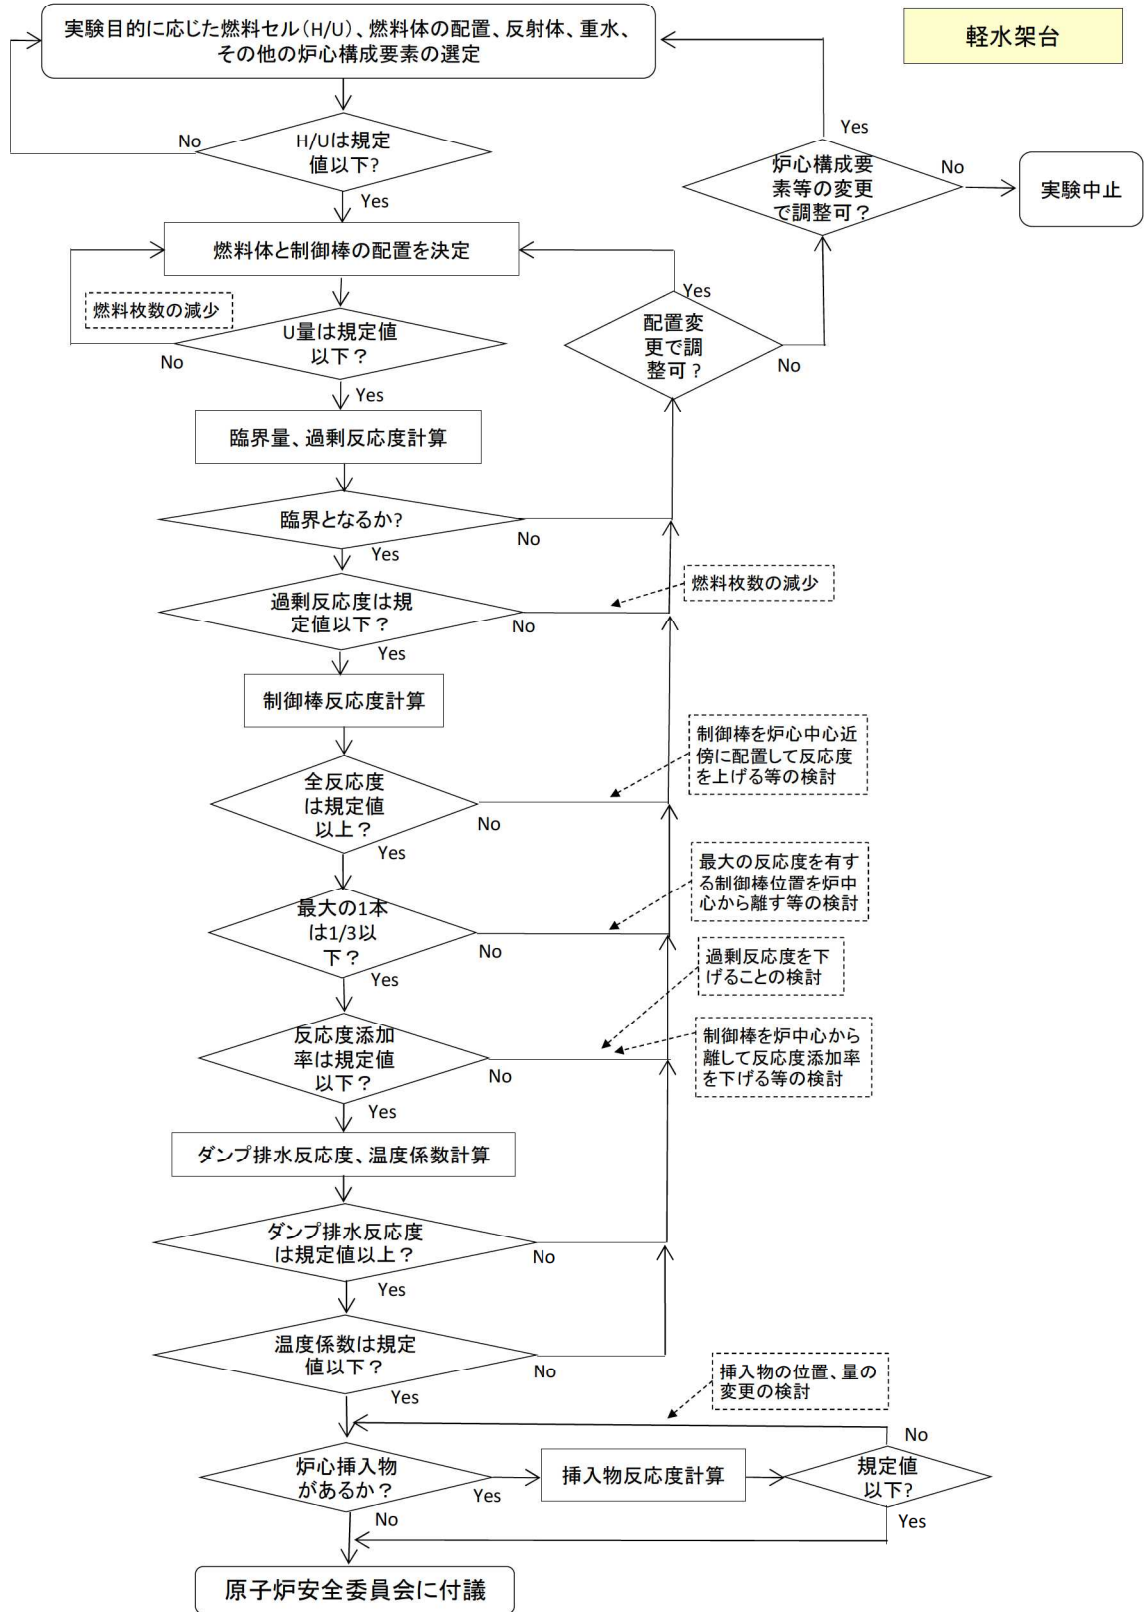 実験目的に応じた燃料セル(H/U)、燃料体の配置、反射体、重水、
その他の炉心構成要素の選定
軽水架台
No
H/Uは規定
値以下?
Yes
Yes
炉心構成要
素等の変更
で調整可？
No
実験中止
燃料体と制御棒の配置を決定
燃料枚数の減少
U量は規定値
以下？
No
Yes
Yes
配置変
更で調
整可？
No
臨界量、過剰反応度計算
臨界となるか?
No
Yes
燃料枚数の減少
過剰反応度は規
定値以下？
No
Yes
制御棒反応度計算
制御棒を炉心中心近
傍に配置して反応度
を上げる等の検討
全反応度
は規定値
以上？
No
Yes
最大の反応度を有す
る制御棒位置を炉中
心から離す等の検討
最大の1本
は1/3以
下？
No
Yes
過剰反応度を下
げることの検討
制御棒を炉中心から
離して反応度添加率
を下げる等の検討
反応度添加
率は規定値
以下？
No
Yes
ダンプ排水反応度、温度係数計算
ダンプ排水反応度
は規定値以上？
No
Yes
温度係数は規定
値以下？
No
Yes
挿入物の位置、量の
変更の検討
炉心挿入物
があるか？
Yes
No
挿入物反応度計算
No
規定値
以下?
Yes
原子炉安全委員会に付議